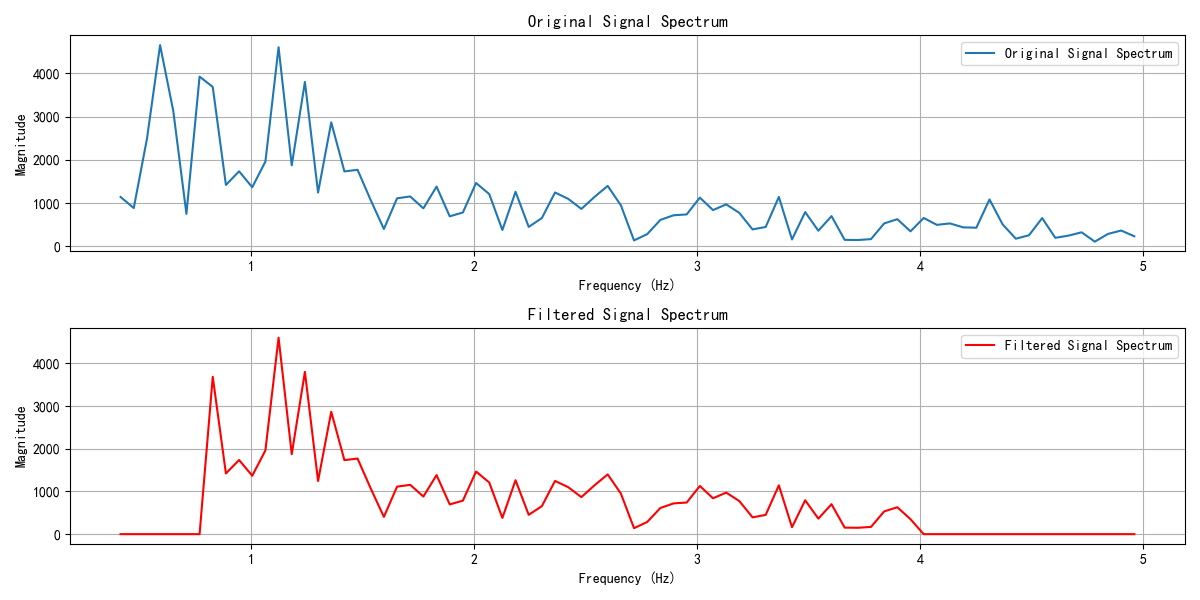 Original Signal Spectrum
Original Signal Spectrum
Magnitude
4000
3000
2000
1000
0
1 2 3 4 5
Frequency (Hz)
Filtered Signal Spectrum
Filtered Signal Spectrum
Magnitude
4000
3000
2000
1000
0
1 2 3 4 5
Frequency (Hz)